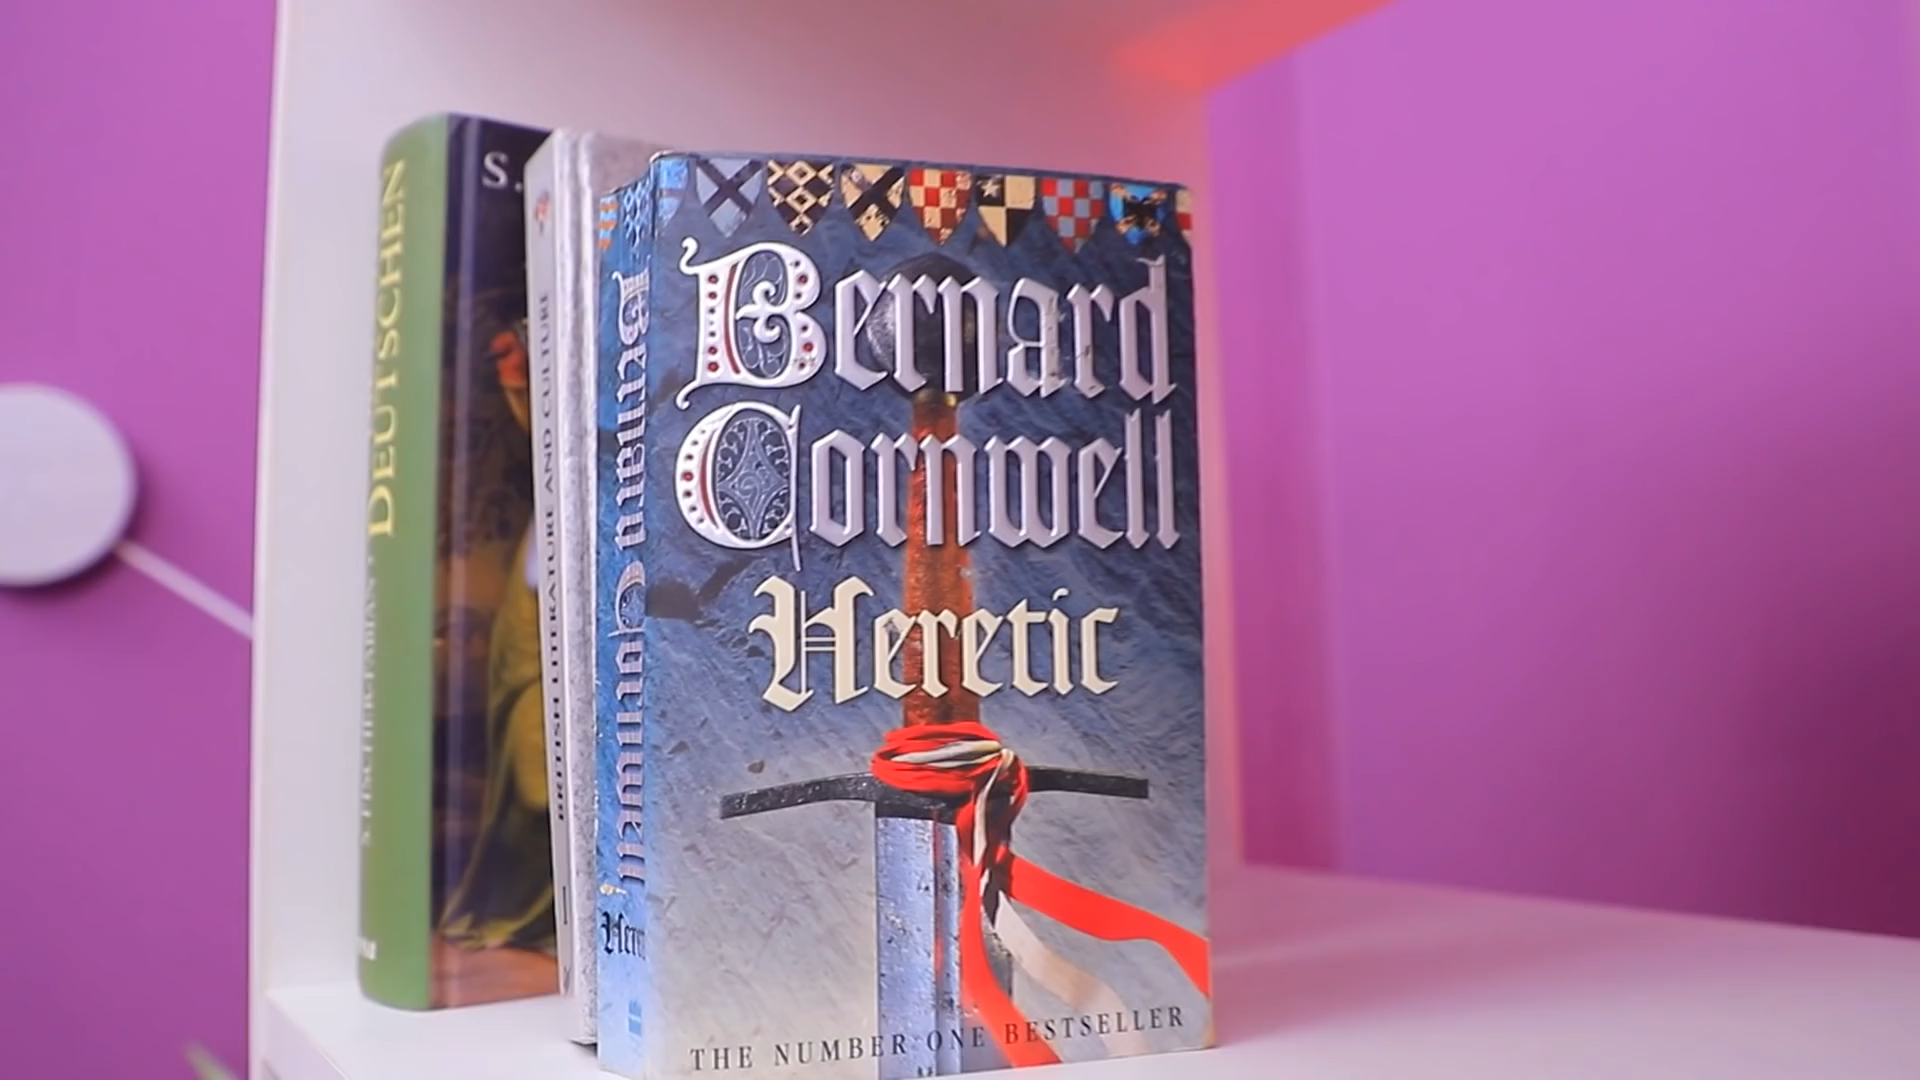 DEUTSCHEN
S.
BRITISH LITERATURE AND CULTURE
Bernard Cornwell
Bernard
Cornwell
Heretic
THE NUMBER ONE BESTSELLER